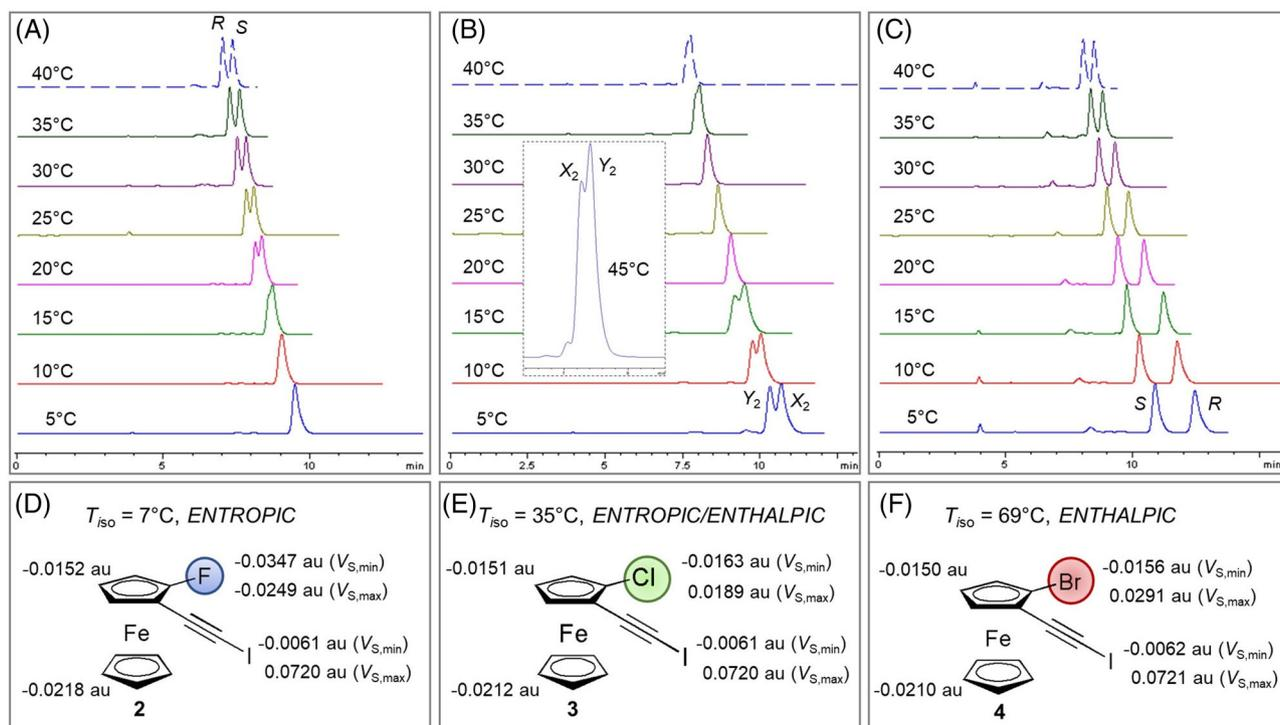 (A)
R S
40°C
35°C
30°C
25°C
20°C
15°C
10°C
5°C
0 5 10 min
(B)
40°C
35°C
30°C
25°C
20°C
15°C
10°C
5°C
X2 Y2
45°C
Y2 X2
0 2.5 5 7.5 10 min
(C)
40°C
35°C
30°C
25°C
20°C
15°C
10°C
5°C
S R
0 5 10 min
(D)
Tiso = 7°C, ENTROPIC
-0.0152 au
F
-0.0347 au (VS,min)
-0.0249 au (VS,max)
Fe
I
-0.0061 au (VS,min)
0.0720 au (VS,max)
-0.0218 au
2
(E)
Tiso = 35°C, ENTROPIC/ENTHALPIC
-0.0151 au
Cl
-0.0163 au (VS,min)
0.0189 au (VS,max)
Fe
I
-0.0061 au (VS,min)
0.0720 au (VS,max)
-0.0212 au
3
(F)
Tiso = 69°C, ENTHALPIC
-0.0150 au
Br
-0.0156 au (VS,min)
0.0291 au (VS,max)
Fe
I
-0.0062 au (VS,min)
0.0721 au (VS,max)
-0.0210 au
4